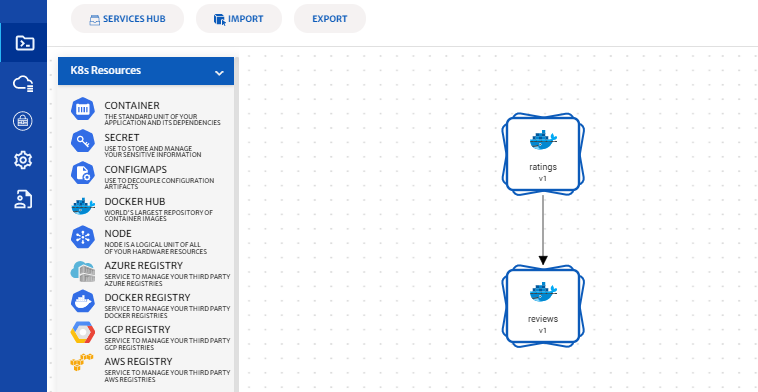 SERVICES HUB
IMPORT
EXPORT
K8s Resources
CONTAINER
THE STANDARD UNIT OF YOUR
APPLICATION AND ITS DEPENDENCIES
SECRET
USE TO STORE AND MANAGE
YOUR SENSITIVE INFORMATION
CONFIGMAPS
USE TO DECOUPLE CONFIGURATION
ARTIFACTS
DOCKER HUB
WORLD'S LARGEST REPOSITORY OF
CONTAINER IMAGES
NODE
NODE IS A LOGICAL UNIT OF ALL
OF YOUR HARDWARE RESOURCES
AZURE REGISTRY
SERVICE TO MANAGE YOUR THIRD PARTY
AZURE REGISTRIES
DOCKER REGISTRY
SERVICE TO MANAGE YOUR THIRD PARTY
DOCKER REGISTRIES
GCP REGISTRY
SERVICE TO MANAGE YOUR THIRD PARTY
GCP REGISTRIES
AWS REGISTRY
SERVICE TO MANAGE YOUR THIRD PARTY
AWS REGISTRIES
ratings
v1
reviews
v1